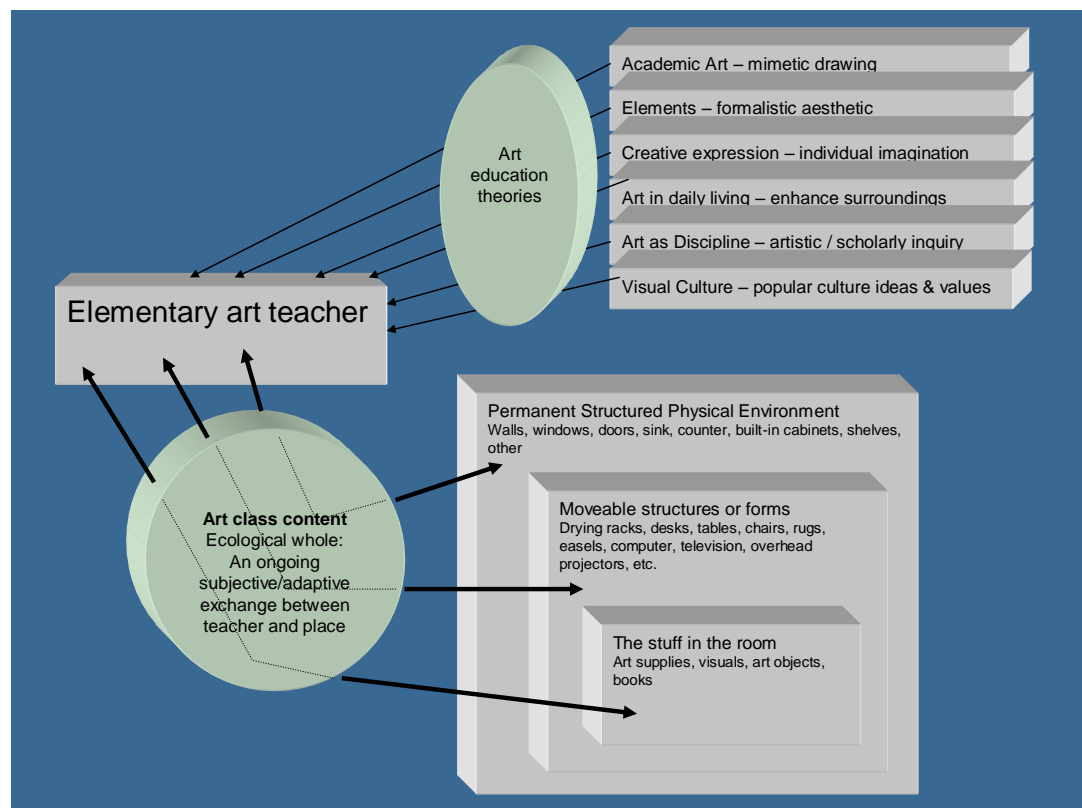 Academic Art – mimetic drawing
Elements – formalistic aesthetic
Creative expression – individual imagination
Art in daily living – enhance surroundings
Art as Discipline – artistic / scholarly inquiry
Visual Culture – popular culture ideas & values
Art
education
theories
Elementary art teacher
Permanent Structured Physical Environment
Walls, windows, doors, sink, counter, built-in cabinets, shelves,
other
Moveable structures or forms
Drying racks, desks, tables, chairs, rugs,
easels, computer, television, overhead
projectors, etc.
The stuff in the room
Art supplies, visuals, art objects,
books
Art class content
Ecological whole:
An ongoing
subjective/adaptive
exchange between
teacher and place